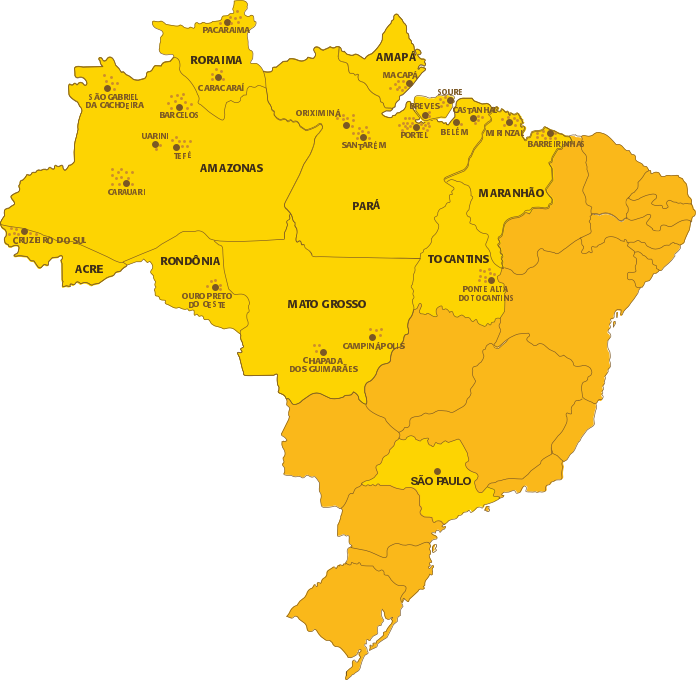 PACARAIMA
RORAIMA
CARACARAÍ
AMAPÁ
MACAPÁ
SÃO GABRIEL
DA CACHOEIRA
BARCELOS
UARINI
TEFÉ
CARAUARI
AMAZONAS
ORIXIMINÁ
SANTARÉM
SOURE
BREVES
CASTANHAL
PORTEL
BELÉM
MIRINZAL
BARREIRINHAS
PARÁ
MARANHÃO
CRUZEIRO DO SUL
ACRE
RONDÔNIA
OURO PRETO
DO OESTE
TOCANTINS
PONTE ALTA
DO TOCANTINS
MATO GROSSO
CAMPINÁPOLIS
CHAPADA
DOS GUIMARÃES
SÃO PAULO